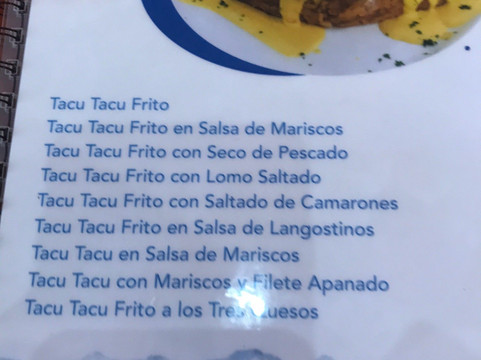 Tacu Tacu Frito
Tacu Tacu Frito en Salsa de Mariscos
Tacu Tacu Frito con Seco de Pescado
Tacu Tacu Frito con Lomo Saltado
Tacu Tacu Frito con Saltado de Camarones
Tacu Tacu Frito en Salsa de Langostinos
Tacu Tacu en Salsa de Mariscos
Tacu Tacu con Mariscos y Filete Apanado
Tacu Tacu Frito a los Tres Quesos